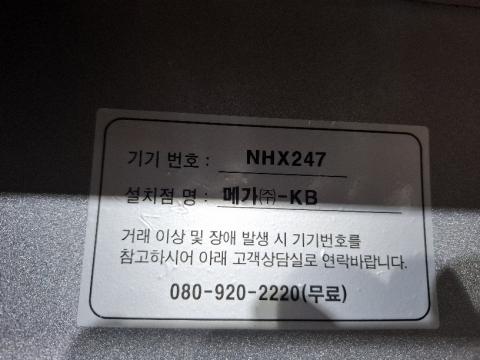 기기 번호 : NHX247
설치점 명 : 메가㈜-KB
거래 이상 및 장애 발생 시 기기번호를
참고하시어 아래 고객상담실로 연락바랍니다.
080-920-2220(무료)